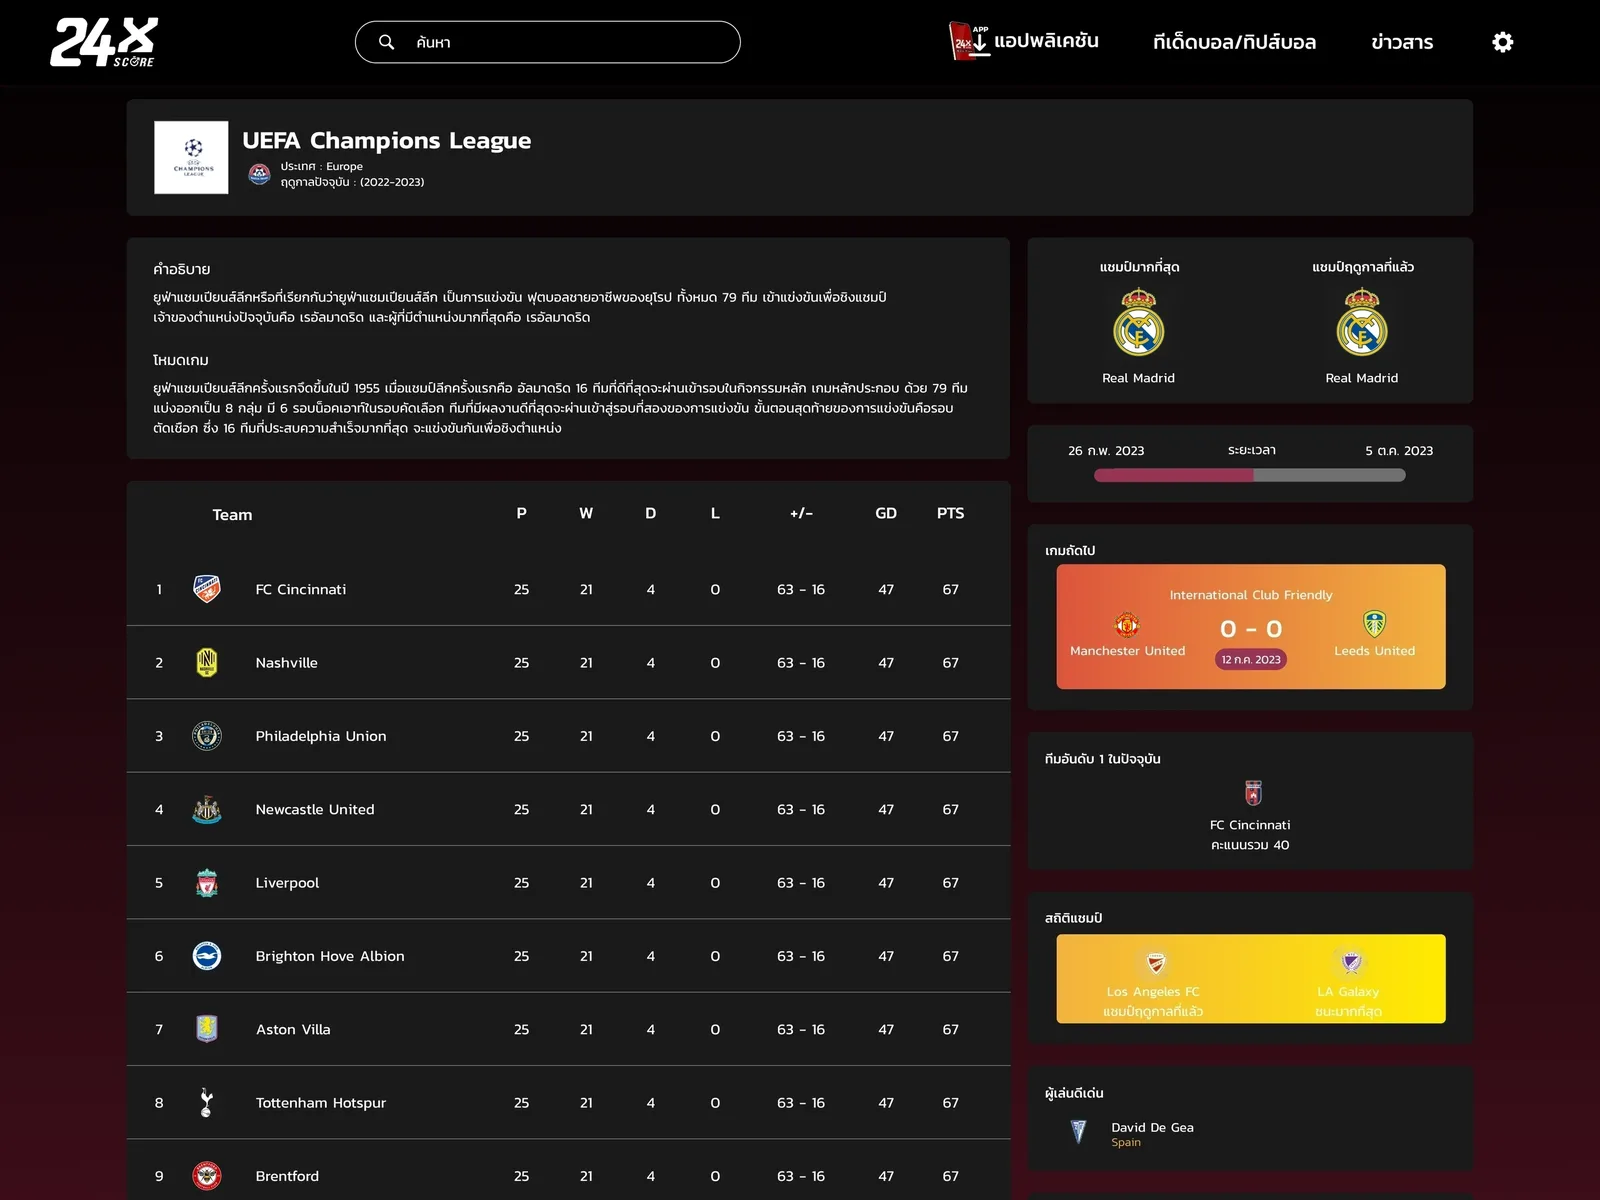 24X
SCORE
ค้นหา
APP
24X
แอปพลิเคชัน
ทีเด็ดบอล/ทิปส์บอล
ข่าวสาร
CHAMPIONS
LEAGUE
UEFA Champions League
ประเทศ : Europe
ฤดูกาลปัจจุบัน : (2022-2023)
คำอธิบาย
ยูฟ่าแชมเปียนส์ลีกหรือที่เรียกกันว่ายูฟ่าแชมเปียนส์ลีก เป็นการแข่งขัน ฟุตบอลชายอาชีพของยุโรป ทั้งหมด 79 ทีม เข้าแข่งขันเพื่อชิงแชมป์
เจ้าของตำแหน่งปัจจุบันคือ เรอัลมาดริด และผู้ที่มีตำแหน่งมากที่สุดคือ เรอัลมาดริด
โหมดเกม
ยูฟ่าแชมเปียนส์ลีกครั้งแรกจัดขึ้นในปี 1955 เมื่อแชมป์ลีกครั้งแรกคือ อัลมาดริด 16 ทีมที่ดีที่สุดจะผ่านเข้ารอบในกิจกรรมหลัก เกมหลักประกอบ ด้วย 79 ทีม
แบ่งออกเป็น 8 กลุ่ม มี 6 รอบน็อคเอาท์ในรอบคัดเลือก ทีมที่มีผลงานดีที่สุดจะผ่านเข้าสู่รอบที่สองของการแข่งขัน ขั้นตอนสุดท้ายของการแข่งขันคือรอบ
ตัดเชือก ซึ่ง 16 ทีมที่ประสบความสำเร็จมากที่สุด จะแข่งขันกันเพื่อชิงตำแหน่ง
แชมป์มากที่สุด
แชมป์ฤดูกาลที่แล้ว
Real Madrid
Real Madrid
26 ก.พ. 2023
ระยะเวลา
5 ต.ค. 2023
Team P W D L +/- GD PTS
1 FC Cincinnati 25 21 4 0 63 - 16 47 67
2 Nashville 25 21 4 0 63 - 16 47 67
3 Philadelphia Union 25 21 4 0 63 - 16 47 67
4 Newcastle United 25 21 4 0 63 - 16 47 67
5 Liverpool 25 21 4 0 63 - 16 47 67
6 Brighton Hove Albion 25 21 4 0 63 - 16 47 67
7 Aston Villa 25 21 4 0 63 - 16 47 67
8 Tottenham Hotspur 25 21 4 0 63 - 16 47 67
9 Brentford 25 21 4 0 63 - 16 47 67
เกมถัดไป
International Club Friendly
0 - 0
Manchester United
Leeds United
12 ก.ค. 2023
ทีมอันดับ 1 ในปัจจุบัน
FC Cincinnati
คะแนนรวม 40
สถิติแชมป์
Los Angeles FC
แชมป์ฤดูกาลที่แล้ว
LA Galaxy
ชนะมากที่สุด
ผู้เล่นดีเด่น
David De Gea
Spain